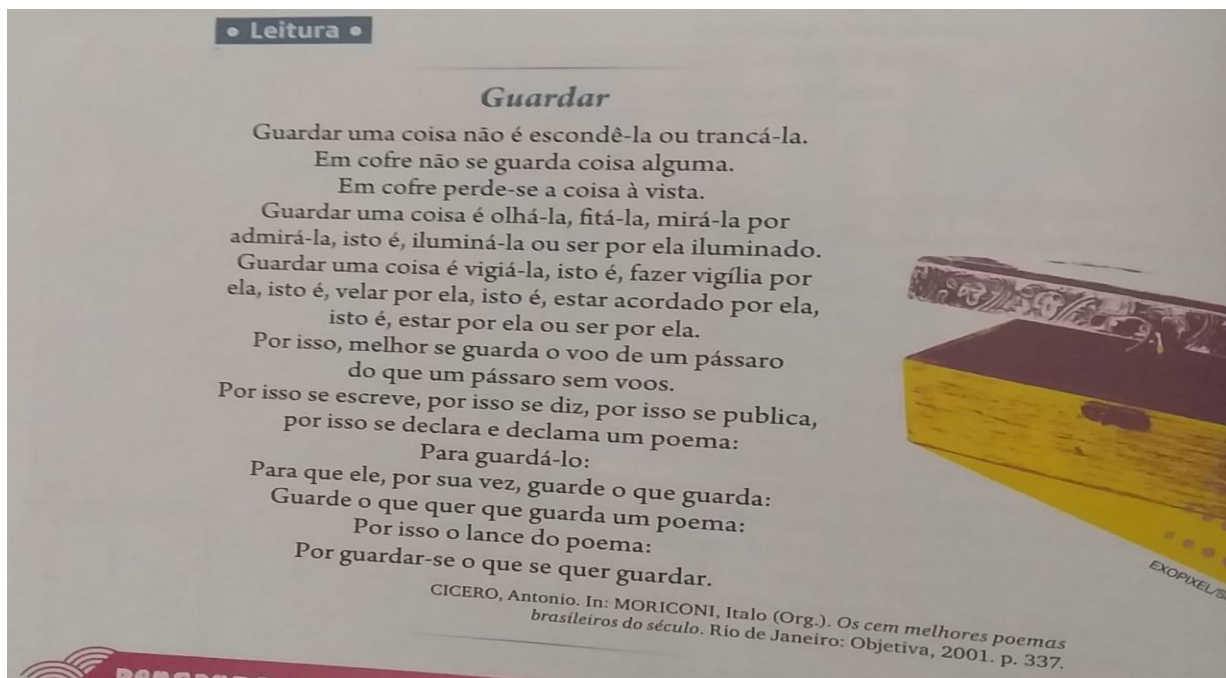 • Leitura •
Guardar
Guardar uma coisa não é escondê-la ou trancá-la.
Em cofre não se guarda coisa alguma.
Em cofre perde-se a coisa à vista.
Guardar uma coisa é olhá-la, fitá-la, mirá-la por
admirá-la, isto é, iluminá-la ou ser por ela iluminado.
Guardar uma coisa é vigiá-la, isto é, fazer vigília por
ela, isto é, velar por ela, isto é, estar acordado por ela,
isto é, estar por ela ou ser por ela.
Por isso, melhor se guarda o voo de um pássaro
do que um pássaro sem voos.
Por isso se escreve, por isso se diz, por isso se publica,
por isso se declara e declama um poema:
Para guardá-lo:
Para que ele, por sua vez, guarde o que guarda:
Guarde o que quer que guarda um poema:
Por isso o lance do poema:
Por guardar-se o que se quer guardar.
CICERO, Antonio. In: MORICONI, Italo (Org.). Os cem melhores poemas
brasileiros do século. Rio de Janeiro: Objetiva, 2001. p. 337.